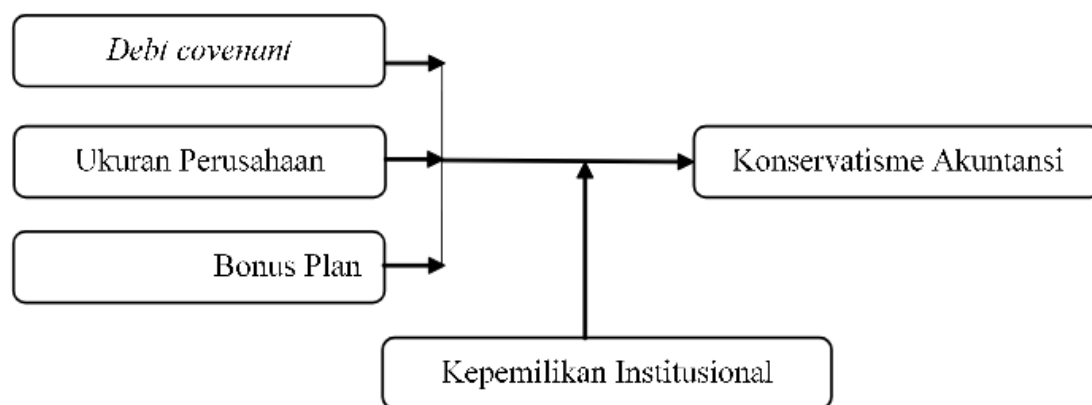 Debt covenant
Ukuran Perusahaan
Konservatisme Akuntansi
Bonus Plan
Kepemilikan Institusional